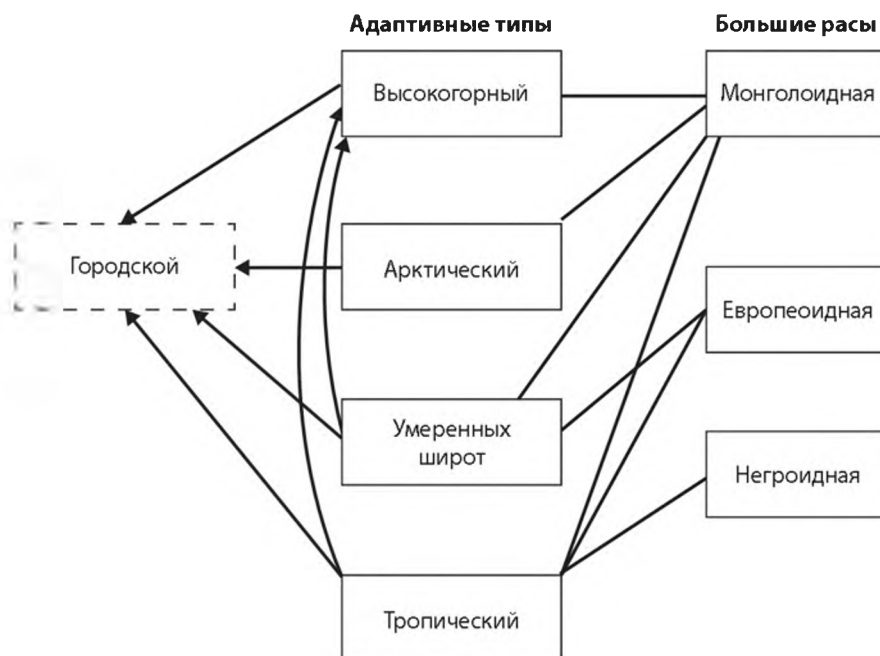 Адаптивные типы
Большие расы
Высокогорный
Монголоидная
Городской
Арктический
Европеоидная
Умеренных
широт
Негроидная
Тропический